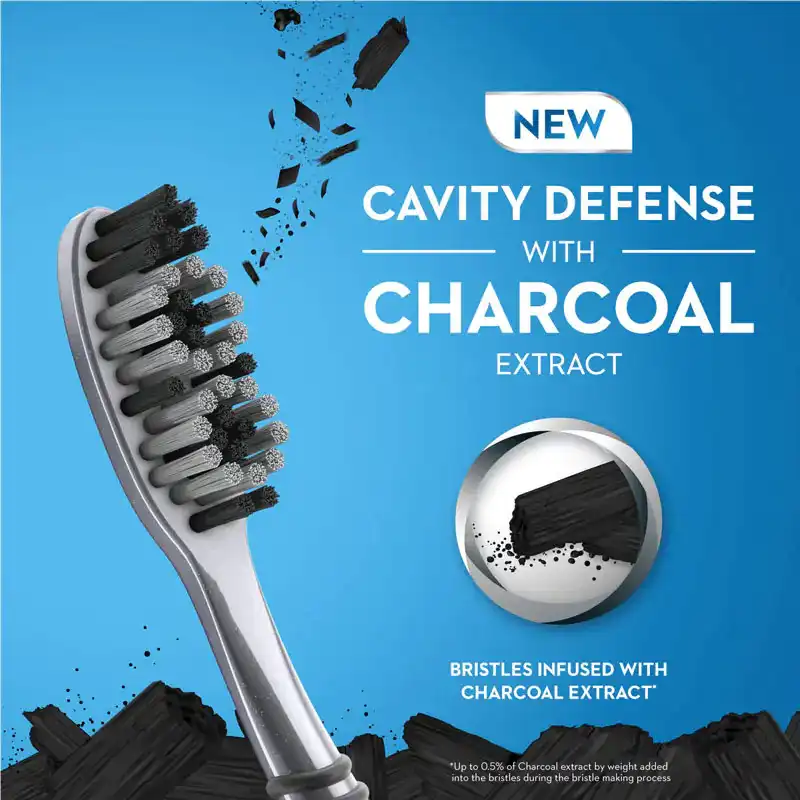 NEW
CAVITY DEFENSE
WITH
CHARCOAL
EXTRACT
BRISTLES INFUSED WITH
CHARCOAL EXTRACT*
*Up to 0.5% of Charcoal extract by weight added
into the bristles during the bristle making process